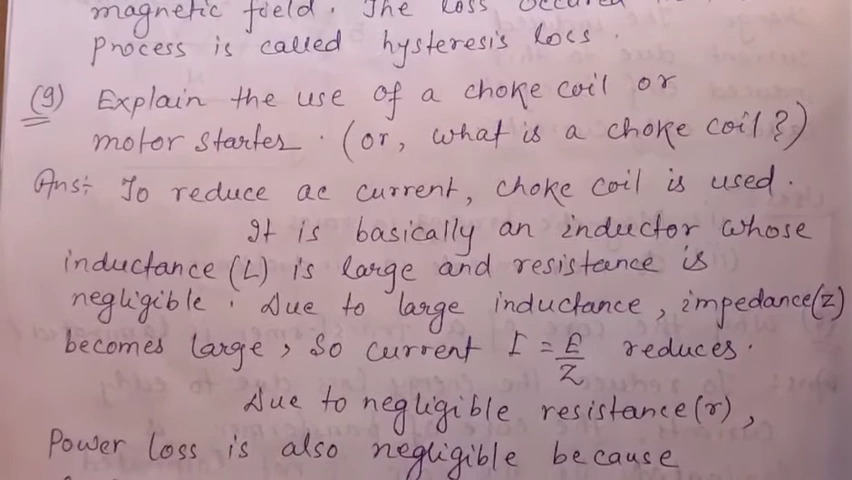 magnetic field. The loss occured
process is called hysteresis loss.
(9) Explain the use of a choke coil or
motor starter. (or, what is a choke coil?)
Ans:- To reduce ac current, choke coil is used.
It is basically an inductor whose
inductance (L) is large and resistance is
negligible. Due to large inductance, impedance(Z)
becomes large, So current I = E/Z reduces.
Due to negligible resistance(r),
Power loss is also negligible because